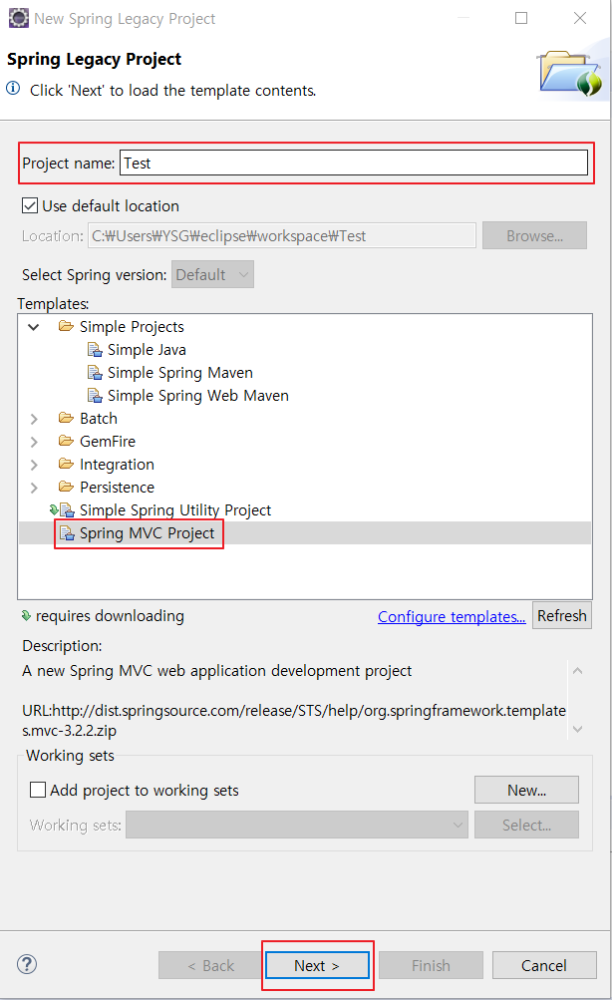 New Spring Legacy Project
Spring Legacy Project
Click 'Next' to load the template contents.
Project name: Test
Use default location
Location: C:₩Users₩YSG₩eclipse₩workspace₩Test Browse...
Select Spring version: Default
Templates:
Simple Projects
Simple Java
Simple Spring Maven
Simple Spring Web Maven
Batch
GemFire
Integration
Persistence
Simple Spring Utility Project
Spring MVC Project
requires downloading Configure templates... Refresh
Description:
A new Spring MVC web application development project
URL:http://dist.springsource.com/release/STS/help/org.springframework.template
s.mvc-3.2.2.zip
Working sets
Add project to working sets New...
Working sets: Select...
? < Back Next > Finish Cancel